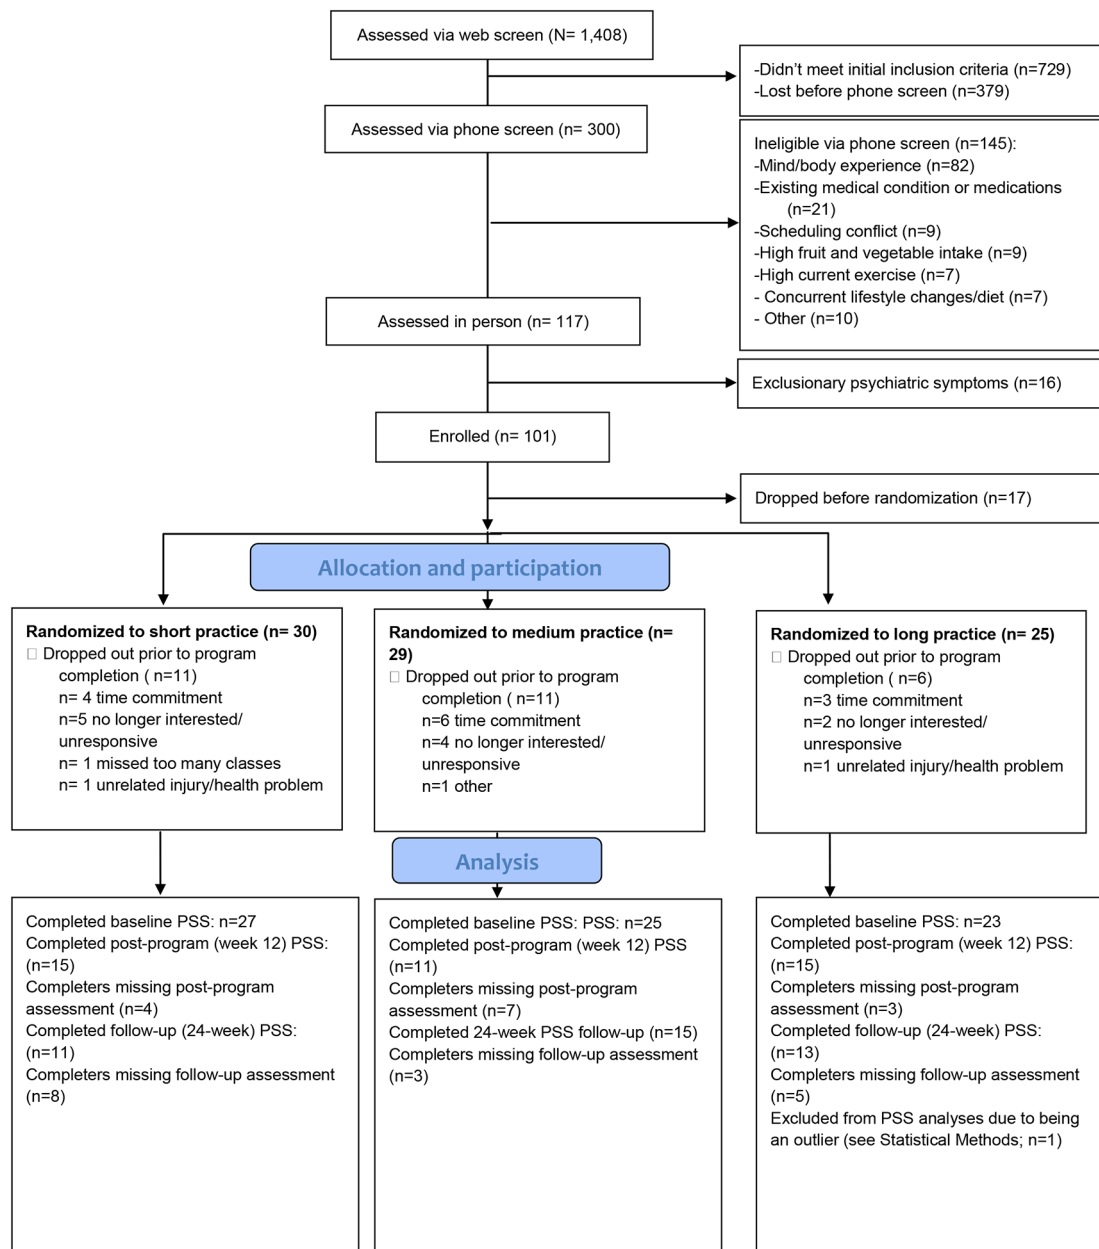 Assessed via web screen (N= 1,408)
-Didn’t meet initial inclusion criteria (n=729)
-Lost before phone screen (n=379)
Assessed via phone screen (n= 300)
Ineligible via phone screen (n=145):
-Mind/body experience (n=82)
-Existing medical condition or medications
(n=21)
-Scheduling conflict (n=9)
-High fruit and vegetable intake (n=9)
-High current exercise (n=7)
- Concurrent lifestyle changes/diet (n=7)
- Other (n=10)
Assessed in person (n= 117)
Exclusionary psychiatric symptoms (n=16)
Enrolled (n= 101)
Dropped before randomization (n=17)
Allocation and participation
Randomized to short practice (n= 30)
Dropped out prior to program
completion ( n=11)
n= 4 time commitment
n=5 no longer interested/
unresponsive
n= 1 missed too many classes
n= 1 unrelated injury/health problem
Randomized to medium practice (n=
29)
Dropped out prior to program
completion ( n=11)
n=6 time commitment
n=4 no longer interested/
unresponsive
n=1 other
Randomized to long practice (n= 25)
Dropped out prior to program
completion ( n=6)
n=3 time commitment
n=2 no longer interested/
unresponsive
n=1 unrelated injury/health problem
Analysis
Completed baseline PSS: n=27
Completed post-program (week 12) PSS:
(n=15)
Completers missing post-program
assessment (n=4)
Completed follow-up (24-week) PSS:
(n=11)
Completers missing follow-up assessment
(n=8)
Completed baseline PSS: PSS: n=25
Completed post-program (week 12) PSS
(n=11)
Completers missing post-program
assessment (n=7)
Completed 24-week PSS follow-up (n=15)
Completers missing follow-up assessment
(n=3)
Completed baseline PSS: n=23
Completed post-program (week 12) PSS:
(n=15)
Completers missing post-program
assessment (n=3)
Completed follow-up (24-week) PSS:
(n=13)
Completers missing follow-up assessment
(n=5)
Excluded from PSS analyses due to being
an outlier (see Statistical Methods; n=1)